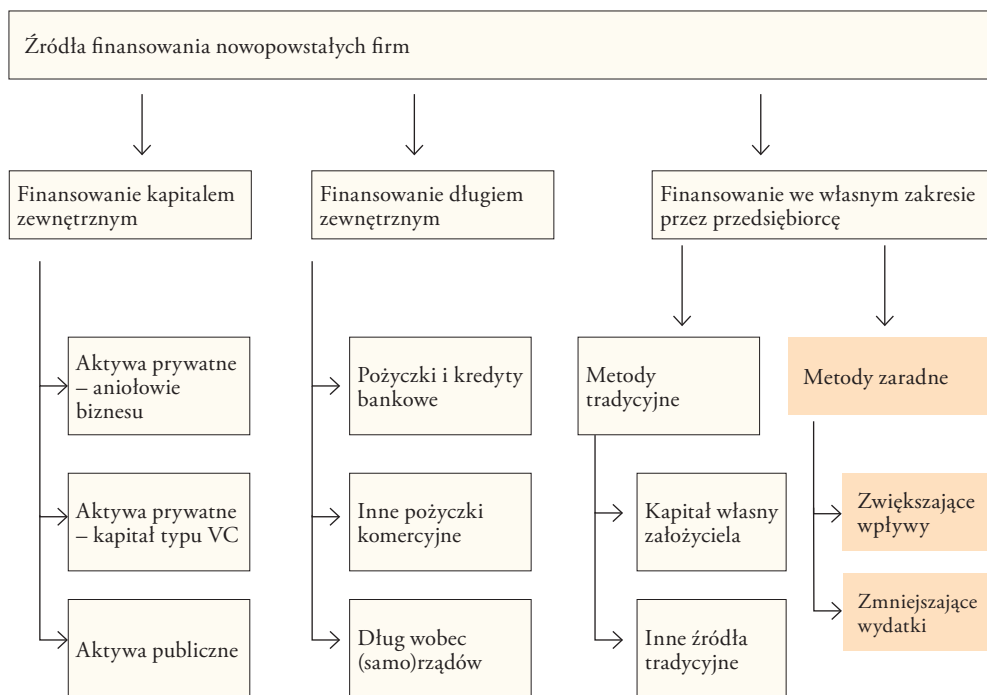 Źródła finansowania nowopowstałych firm
Finansowanie kapitałem
zewnętrznym
Finansowanie długiem
zewnętrznym
Finansowanie we własnym zakresie
przez przedsiębiorcę
Aktywa prywatne
– aniołowie
biznesu
Aktywa prywatne
– kapitał typu VC
Aktywa publiczne
Pożyczki i kredyty
bankowe
Inne pożyczki
komercyjne
Dług wobec
(samo)rządów
Metody
tradycyjne
Kapitał własny
założyciela
Inne źródła
tradycyjne
Metody zaradne
Zwiększające
wpływy
Zmniejszające
wydatki